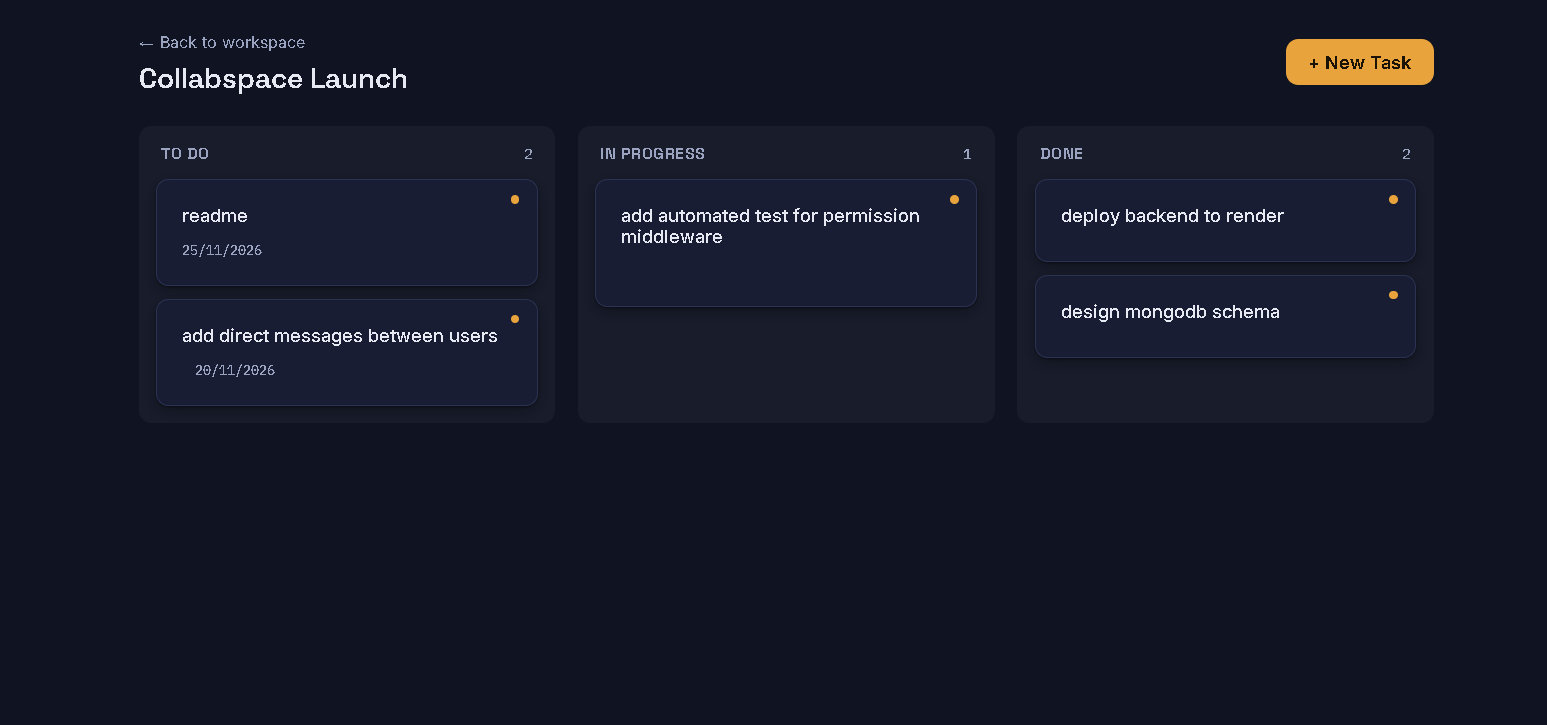 ← Back to workspace
Collabspace Launch
+ New Task
TO DO 2
readme
25/11/2026
add direct messages between users
20/11/2026
IN PROGRESS 1
add automated test for permission
middleware
DONE 2
deploy backend to render
design mongodb schema